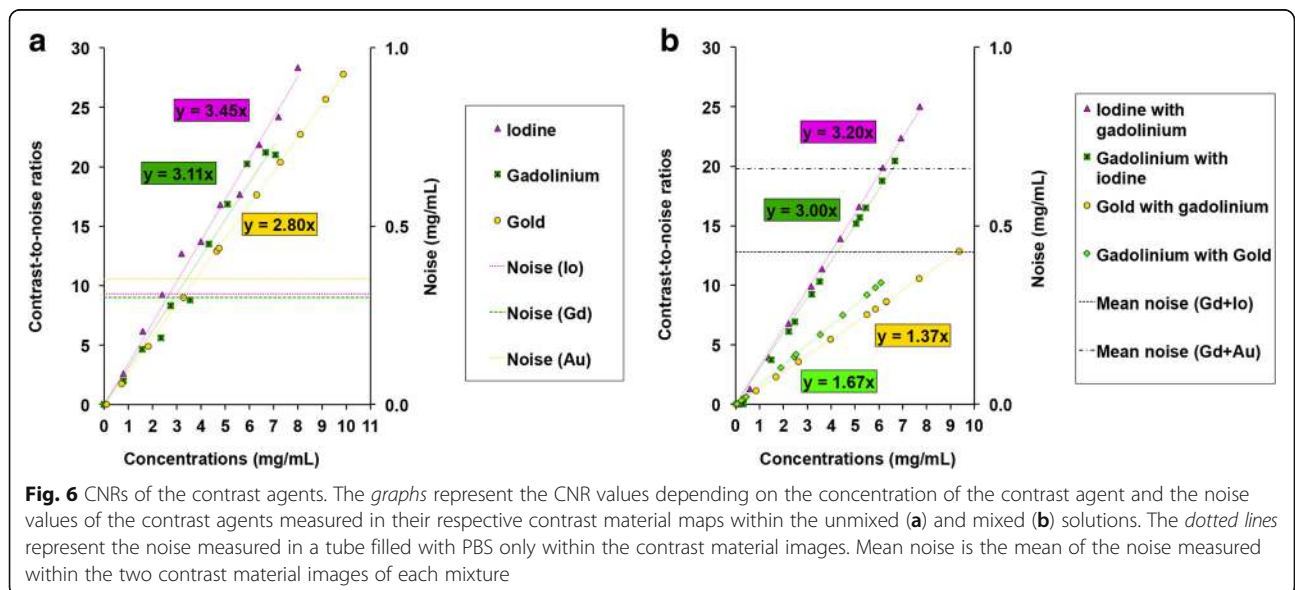 a
30
25
20
15
10
5
0
Contrast-to-noise ratios
y = 3.45x
y = 3.11x
y = 2.80x
1.0
0.5
0.0
Noise (mg/mL)
0 1 2 3 4 5 6 7 8 9 10 11
Concentrations (mg/mL)
Iodine
Gadolinium
Gold
Noise (Io)
Noise (Gd)
Noise (Au)
b
30
25
20
15
10
5
0
Contrast-to-noise ratios
y = 3.20x
y = 3.00x
y = 1.37x
y = 1.67x
1.0
0.5
0.0
Noise (mg/mL)
0 1 2 3 4 5 6 7 8 9 10
Concentrations (mg/mL)
Iodine with
gadolinium
Gadolinium with
iodine
Gold with gadolinium
Gadolinium with Gold
Mean noise (Gd+Io)
Mean noise (Gd+Au)
Fig. 6 CNRs of the contrast agents. The graphs represent the CNR values depending on the concentration of the contrast agent and the noise
values of the contrast agents measured in their respective contrast material maps within the unmixed (a) and mixed (b) solutions. The dotted lines
represent the noise measured in a tube filled with PBS only within the contrast material images. Mean noise is the mean of the noise measured
within the two contrast material images of each mixture